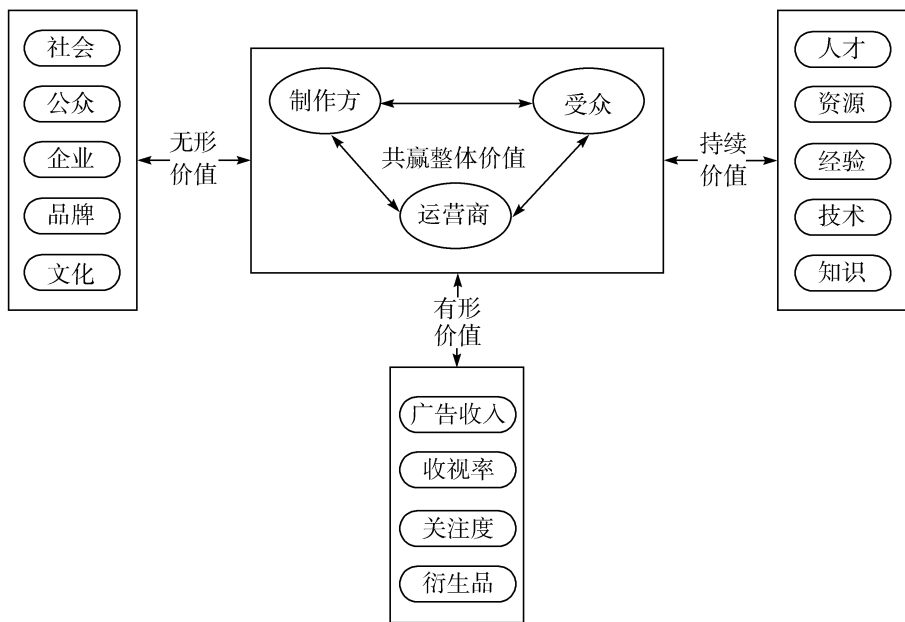 社会
公众
企业
品牌
文化
无形
价值
制作方
受众
共赢整体价值
运营商
持续
价值
人才
资源
经验
技术
知识
有形
价值
广告收入
收视率
关注度
衍生品